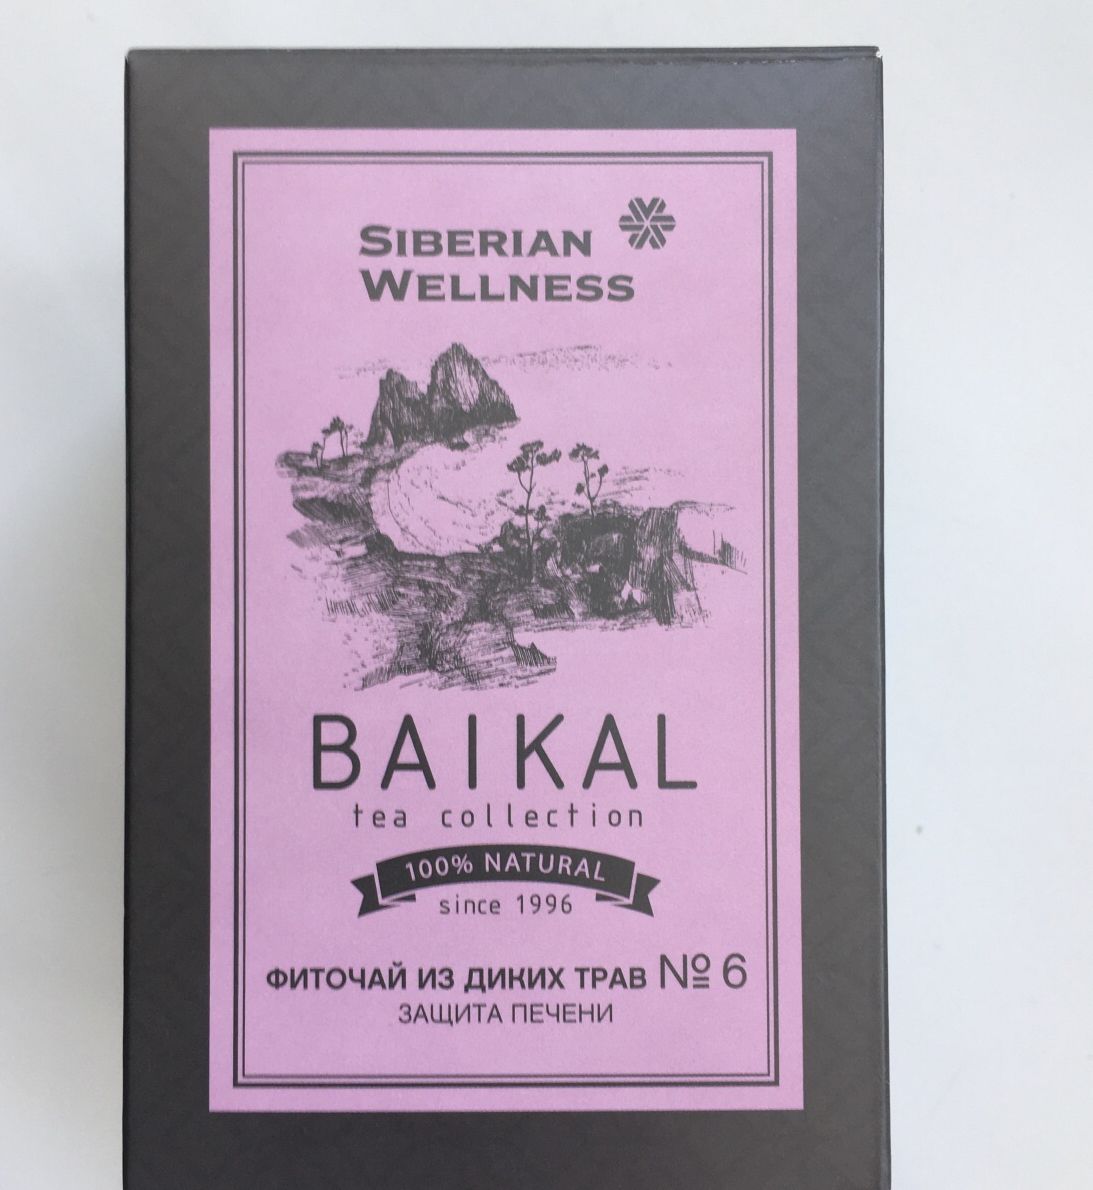 SIBERIAN
WELLNESS
BAIKAL
tea collection
100% NATURAL
since 1996
ФИТОЧАЙ ИЗ ДИКИХ ТРАВ № 6
ЗАЩИТА ПЕЧЕНИ